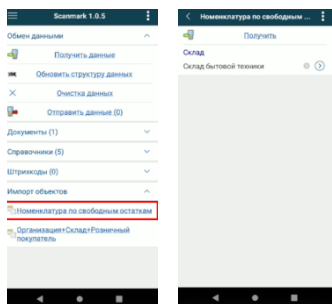 Scanmark 1.0.5
Обмен данными
Получить данные
Обновить структуру данных
Очистка данных
Отправить данные (0)
Документы (1)
Справочники (5)
Штрихкоды (0)
Импорт объектов
Номенклатура по свободным остаткам
Организация+Склад+Розничный
покупатель
Номенклатура по свободным ...
Получить
Склад
Склад бытовой техники